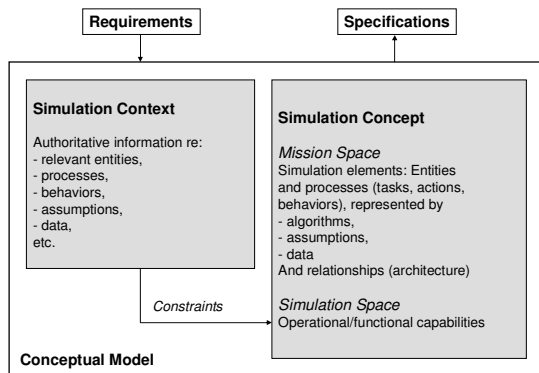 Requirements
Specifications
Simulation Context
Authoritative information re:
- relevant entities,
- processes,
- behaviors,
- assumptions,
- data,
etc.
Simulation Concept
Mission Space
Simulation elements: Entities
and processes (tasks, actions,
behaviors), represented by
- algorithms,
- assumptions,
- data
And relationships (architecture)
Constraints
Simulation Space
Operational/functional capabilities
Conceptual Model